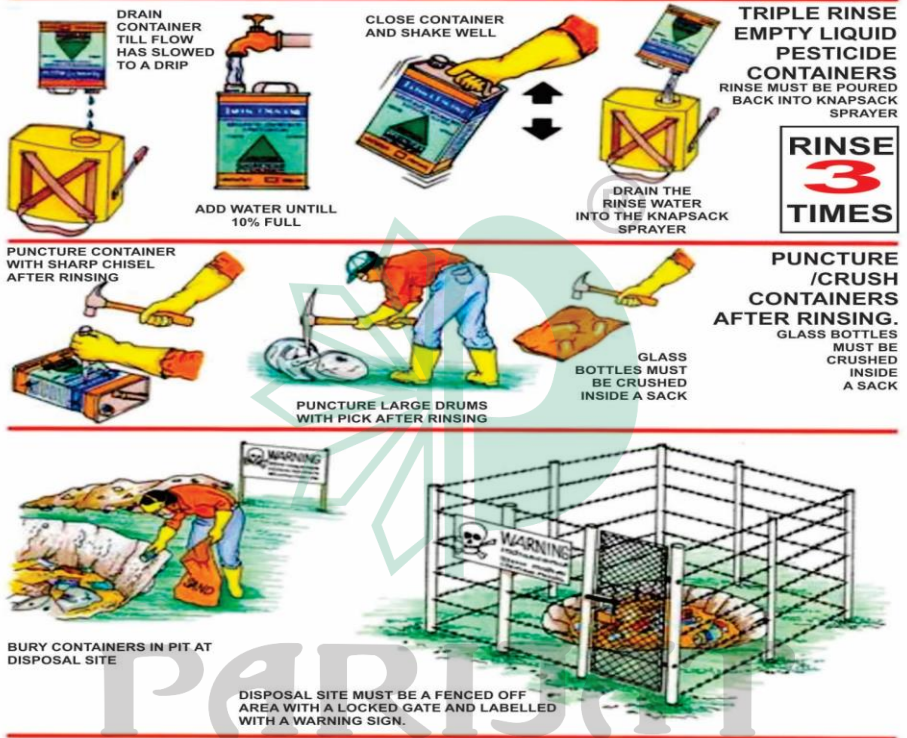 DRAIN
CONTAINER
TILL FLOW
HAS SLOWED
TO A DRIP
CLOSE CONTAINER
AND SHAKE WELL
ADD WATER UNTILL
10% FULL
DRAIN THE
RINSE WATER
INTO THE KNAPSACK
SPRAYER
TRIPLE RINSE
EMPTY LIQUID
PESTICIDE
CONTAINERS
RINSE MUST BE POURED
BACK INTO KNAPSACK
SPRAYER
RINSE
3
TIMES
®
PUNCTURE CONTAINER
WITH SHARP CHISEL
AFTER RINSING
PUNCTURE LARGE DRUMS
WITH PICK AFTER RINSING
GLASS
BOTTLES MUST
BE CRUSHED
INSIDE A SACK
PUNCTURE
/CRUSH
CONTAINERS
AFTER RINSING.
GLASS BOTTLES
MUST BE
CRUSHED
INSIDE
A SACK
WARNING
SAND
BURY CONTAINERS IN PIT AT
DISPOSAL SITE
WARNING
DISPOSAL SITE MUST BE A FENCED OFF
AREA WITH A LOCKED GATE AND LABELLED
WITH A WARNING SIGN.
PARIJAT